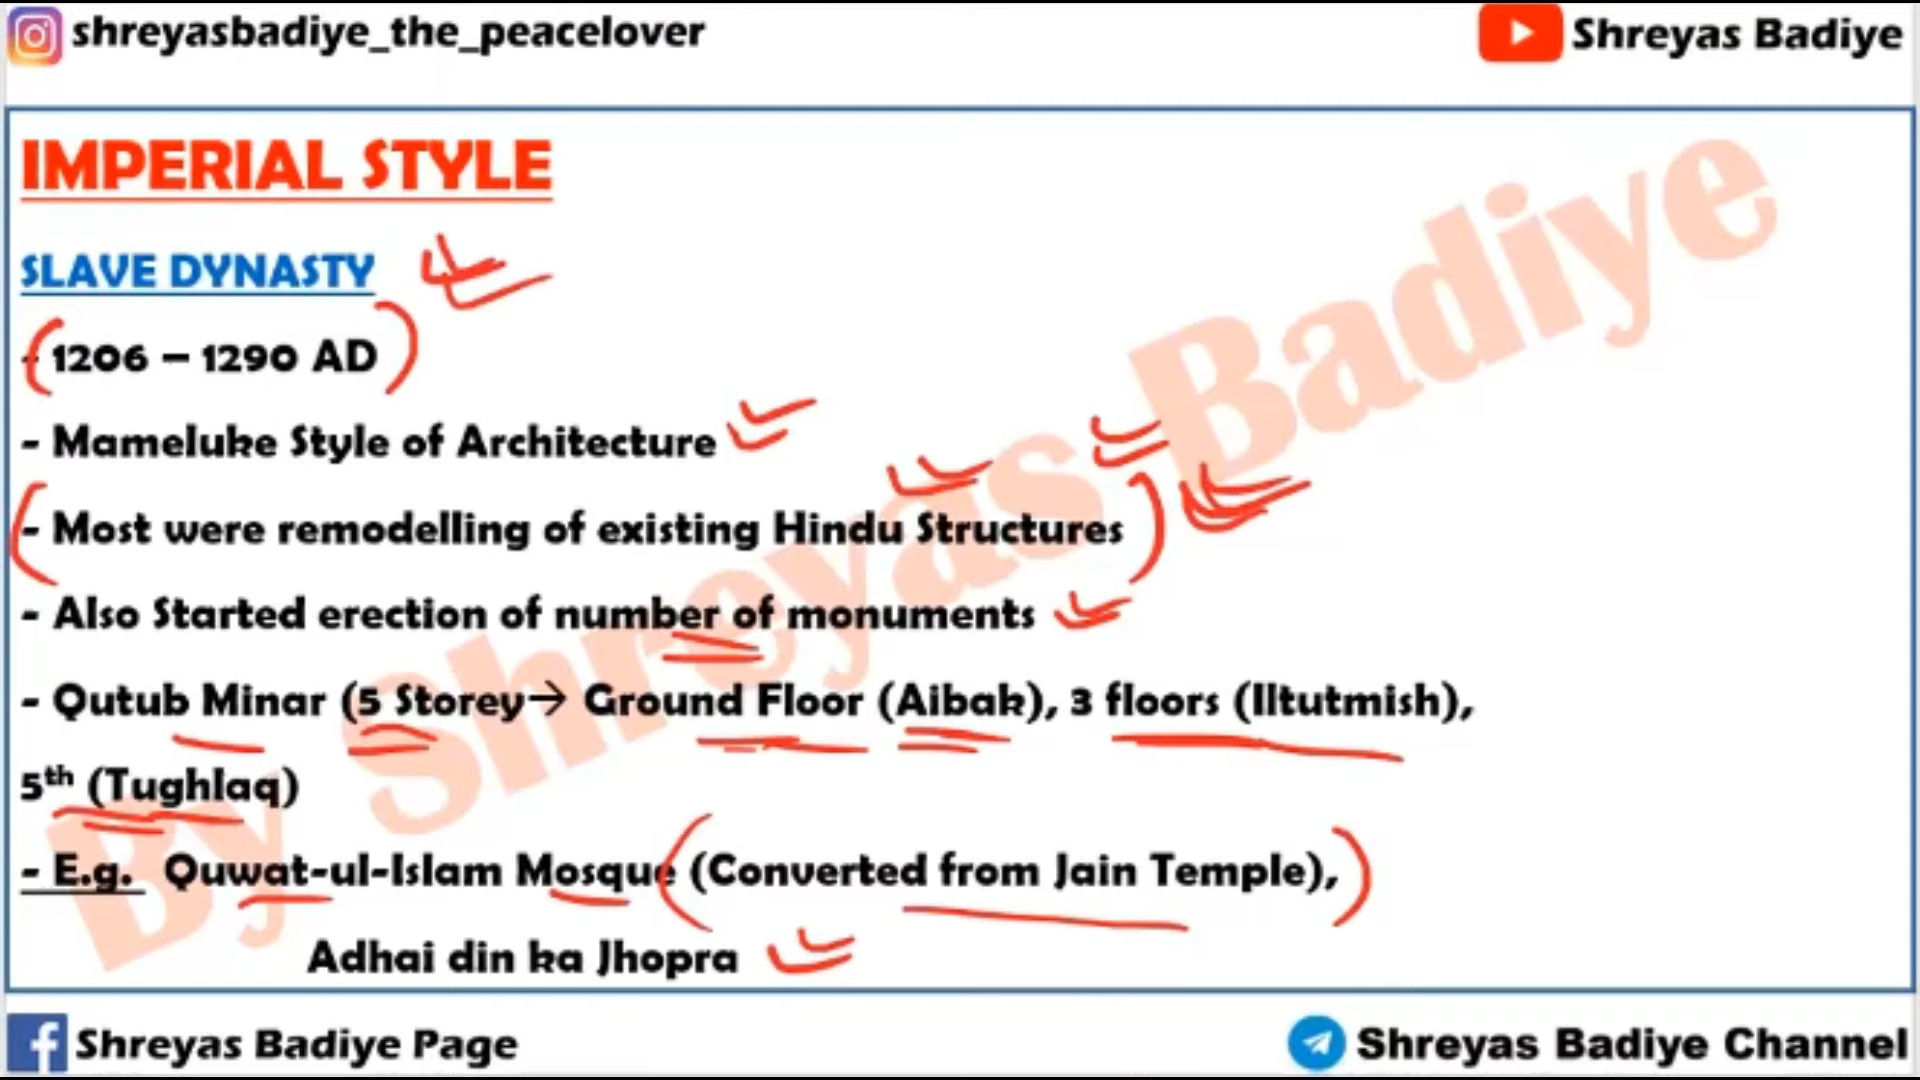 shreyasbadiye_the_peacelover
Shreyas Badiye
IMPERIAL STYLE
SLAVE DYNASTY
- 1206 – 1290 AD
- Mameluke Style of Architecture
- Most were remodelling of existing Hindu Structures
- Also Started erection of number of monuments
- Qutub Minar (5 Storey→ Ground Floor (Aibak), 3 floors (Iltutmish),
5th (Tughlaq)
- E.g. Quwat-ul-Islam Mosque (Converted from Jain Temple),
Adhai din ka Jhopra
By Shreyas Badiye
Shreyas Badiye Page
Shreyas Badiye Channel